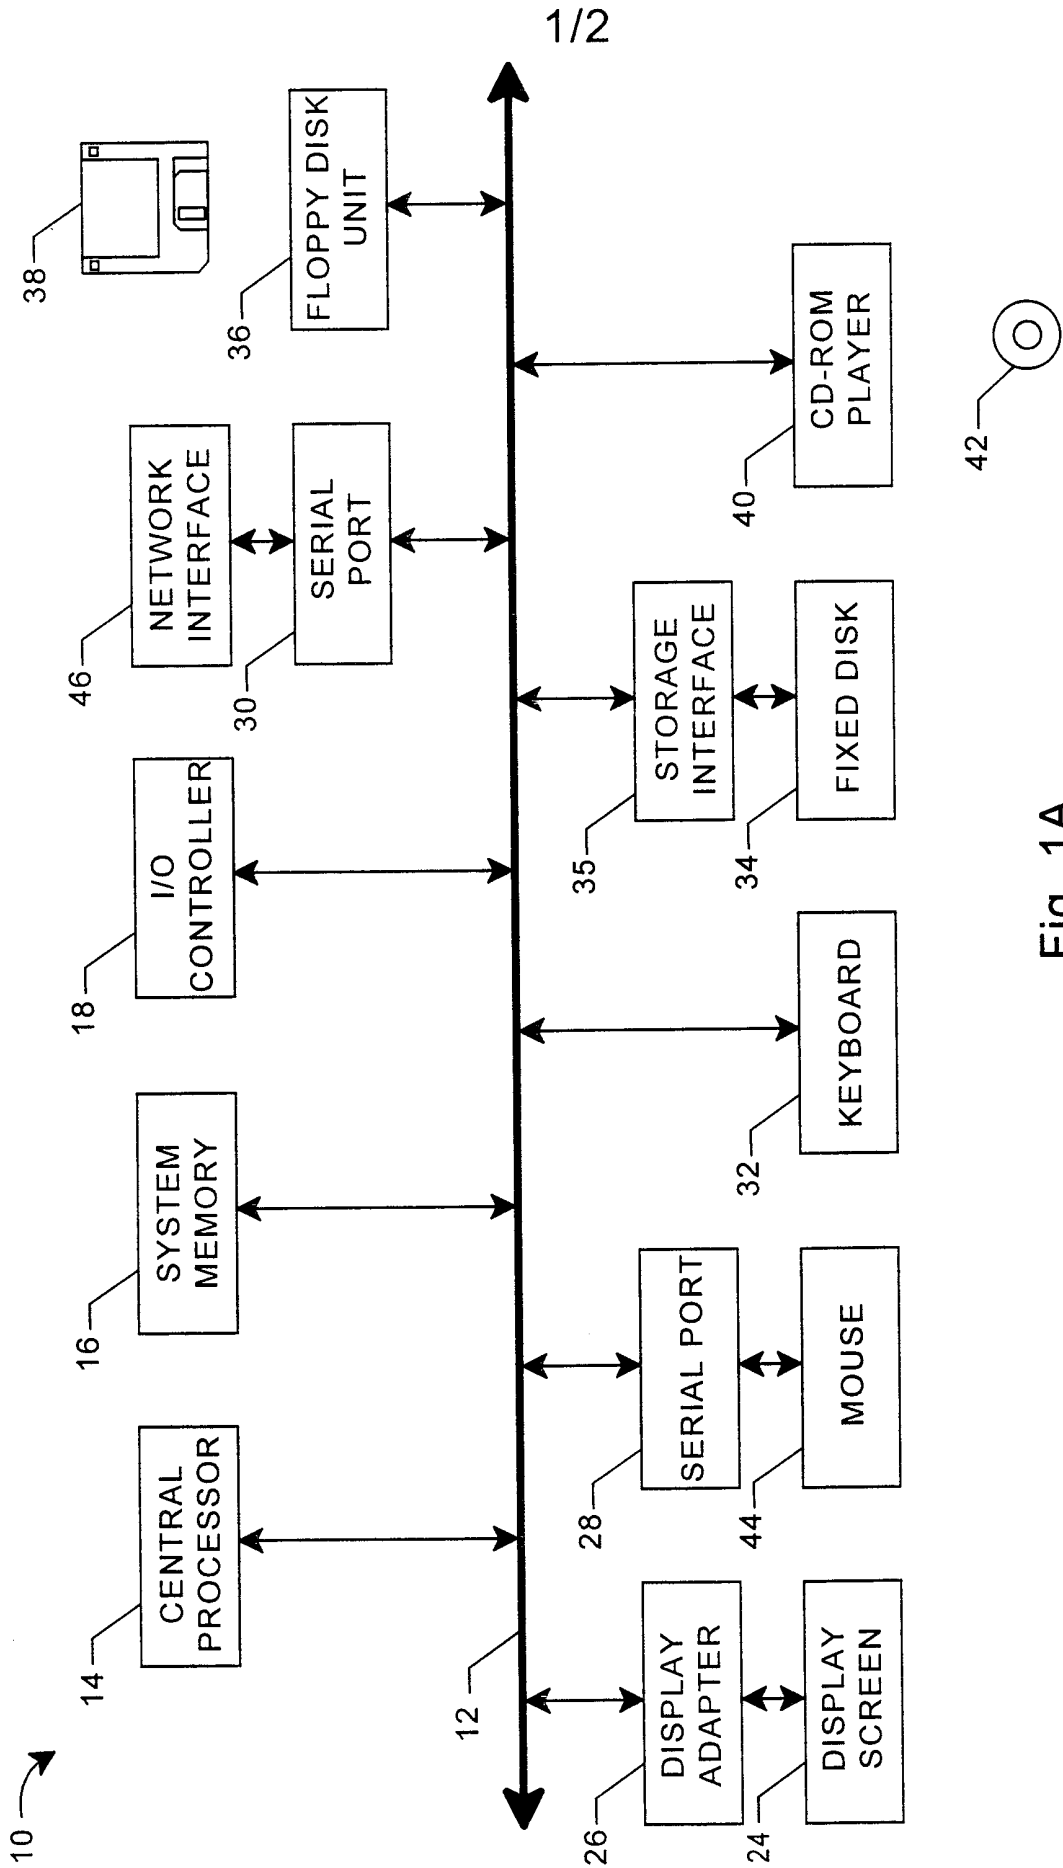 1/2
10
14
CENTRAL
PROCESSOR
16
SYSTEM
MEMORY
18
I/O
CONTROLLER
46
NETWORK
INTERFACE
30
SERIAL
PORT
38
36
FLOPPY DISK
UNIT
12
26
DISPLAY
ADAPTER
24
DISPLAY
SCREEN
28
SERIAL PORT
44
MOUSE
32
KEYBOARD
35
STORAGE
INTERFACE
34
FIXED DISK
40
CD-ROM
PLAYER
42
Fig. 1A